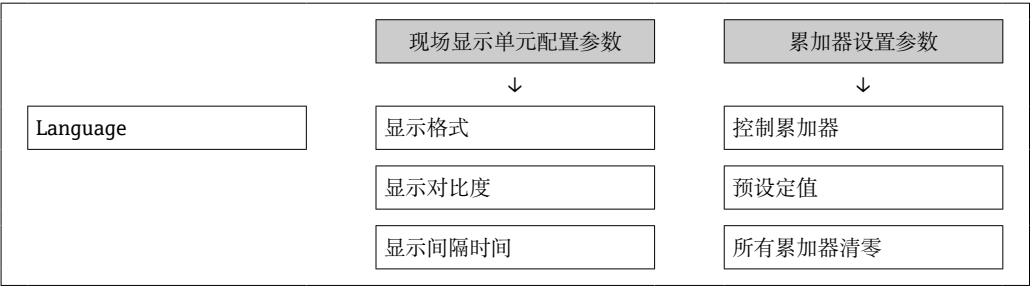 现场显示单元配置参数 累加器设置参数
↓ ↓
Language 显示格式 控制累加器
显示对比度 预设定值
显示间隔时间 所有累加器清零